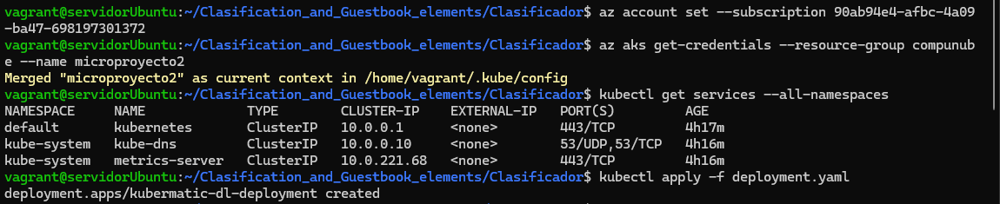 vagrant@servidorUbuntu:~/Clasification_and_Guestbook_elements/Clasificador$ az account set --subscription 90ab94e4-afbc-4a09
-ba47-698197301372
vagrant@servidorUbuntu:~/Clasification_and_Guestbook_elements/Clasificador$ az aks get-credentials --resource-group compunub
e --name microproyecto2
Merged "microproyecto2" as current context in /home/vagrant/.kube/config
vagrant@servidorUbuntu:~/Clasification_and_Guestbook_elements/Clasificador$ kubectl get services --all-namespaces
NAMESPACE     NAME             TYPE        CLUSTER-IP     EXTERNAL-IP   PORT(S)         AGE
default       kubernetes       ClusterIP   10.0.0.1       <none>        443/TCP         4h17m
kube-system   kube-dns         ClusterIP   10.0.0.10      <none>        53/UDP,53/TCP   4h16m
kube-system   metrics-server   ClusterIP   10.0.221.68    <none>        443/TCP         4h16m
vagrant@servidorUbuntu:~/Clasification_and_Guestbook_elements/Clasificador$ kubectl apply -f deployment.yaml
deployment.apps/kubermatic-dl-deployment created